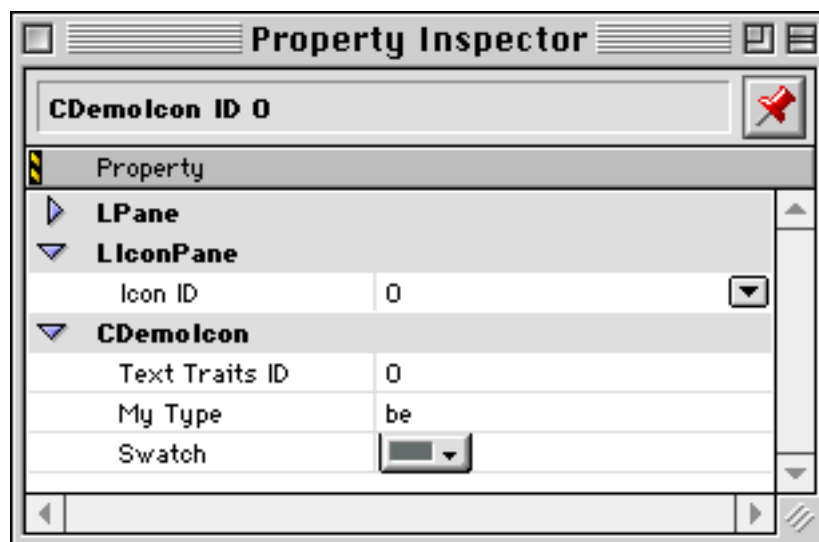 Property Inspector
CDemoIcon ID 0
Property
LPane
LIconPane
Icon ID 0
CDemoIcon
Text Traits ID 0
My Type be
Swatch